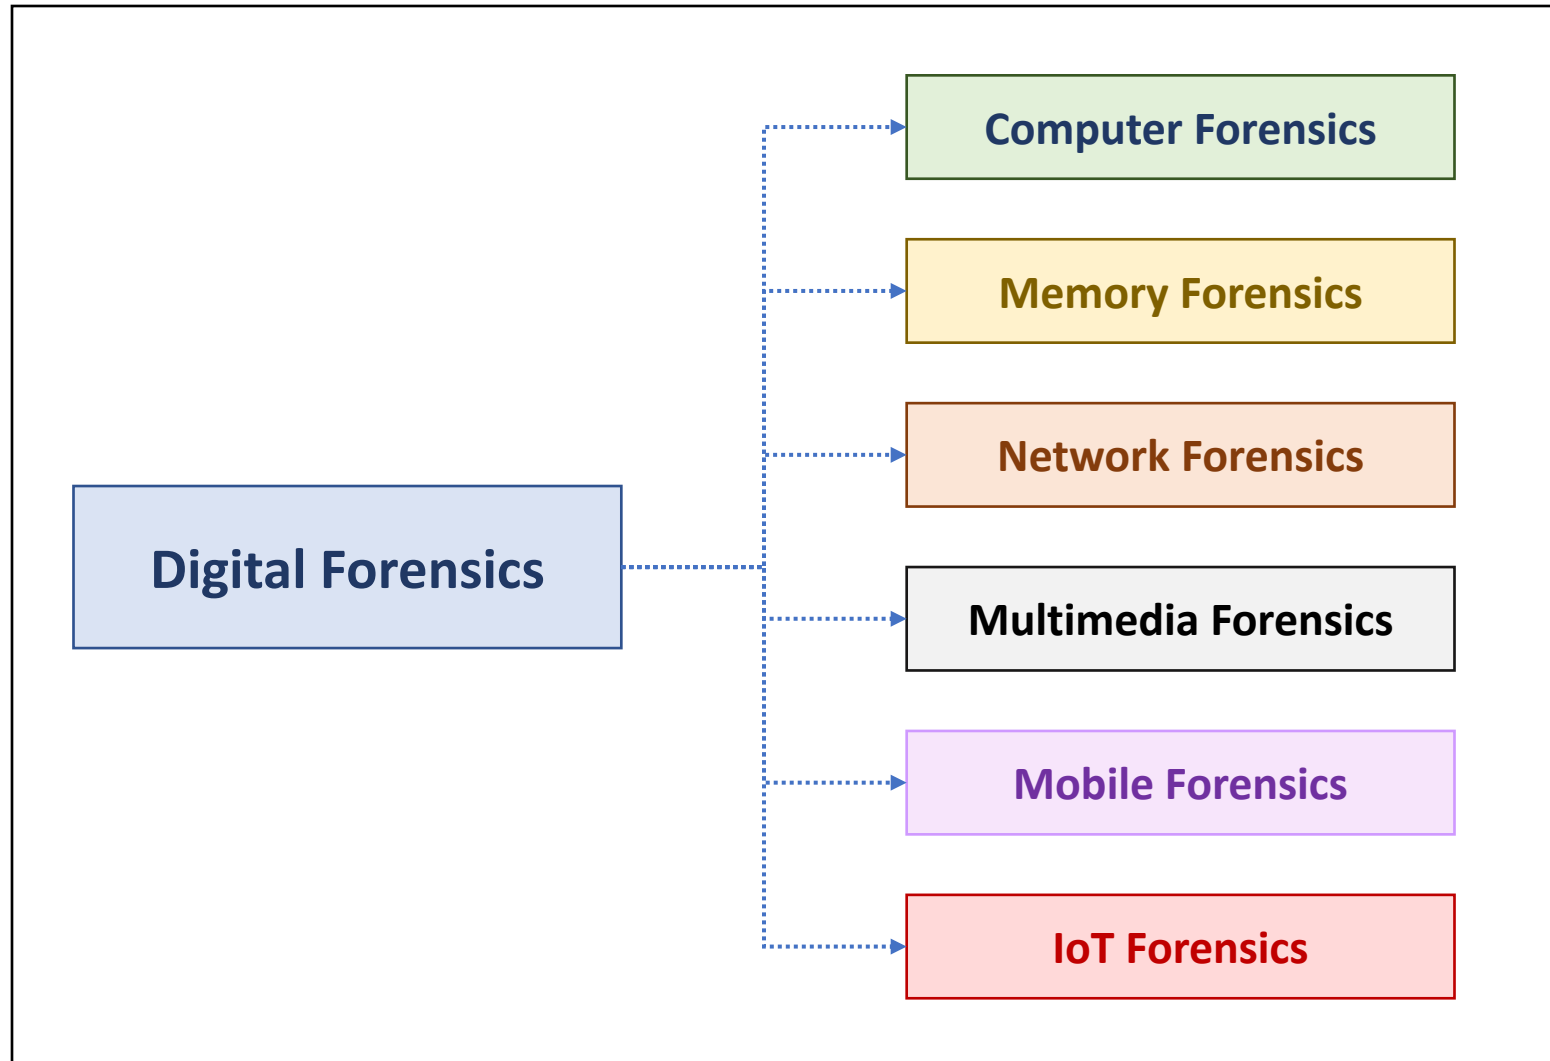 Computer Forensics
Memory Forensics
Network Forensics
Digital Forensics
Multimedia Forensics
Mobile Forensics
IoT Forensics